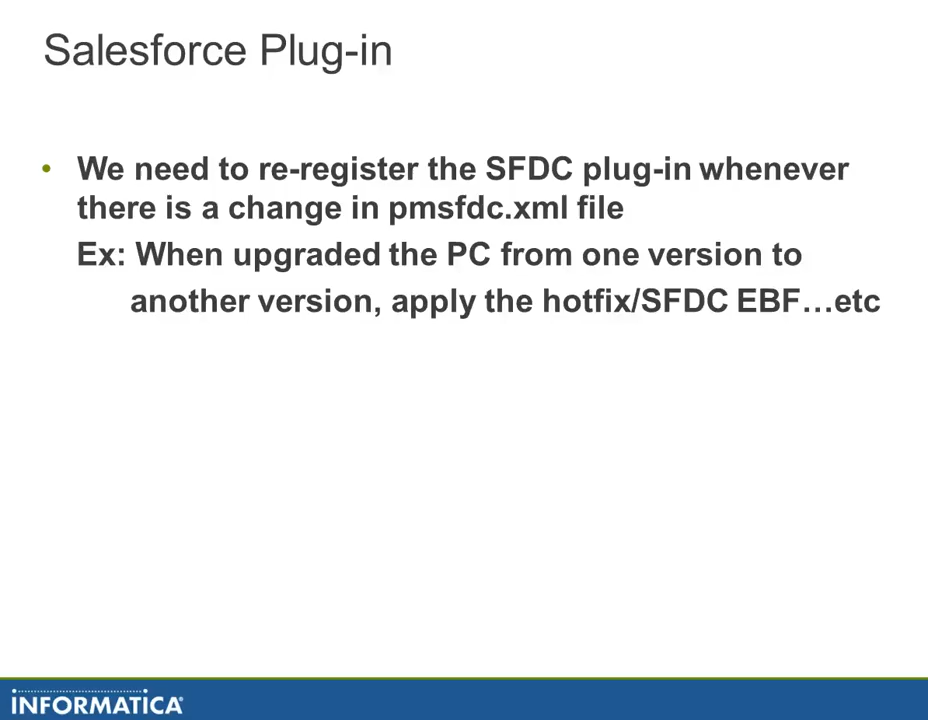 Salesforce Plug-in
• We need to re-register the SFDC plug-in whenever
there is a change in pmsfdc.xml file
Ex: When upgraded the PC from one version to
another version, apply the hotfix/SFDC EBF…etc
INFORMATICA®